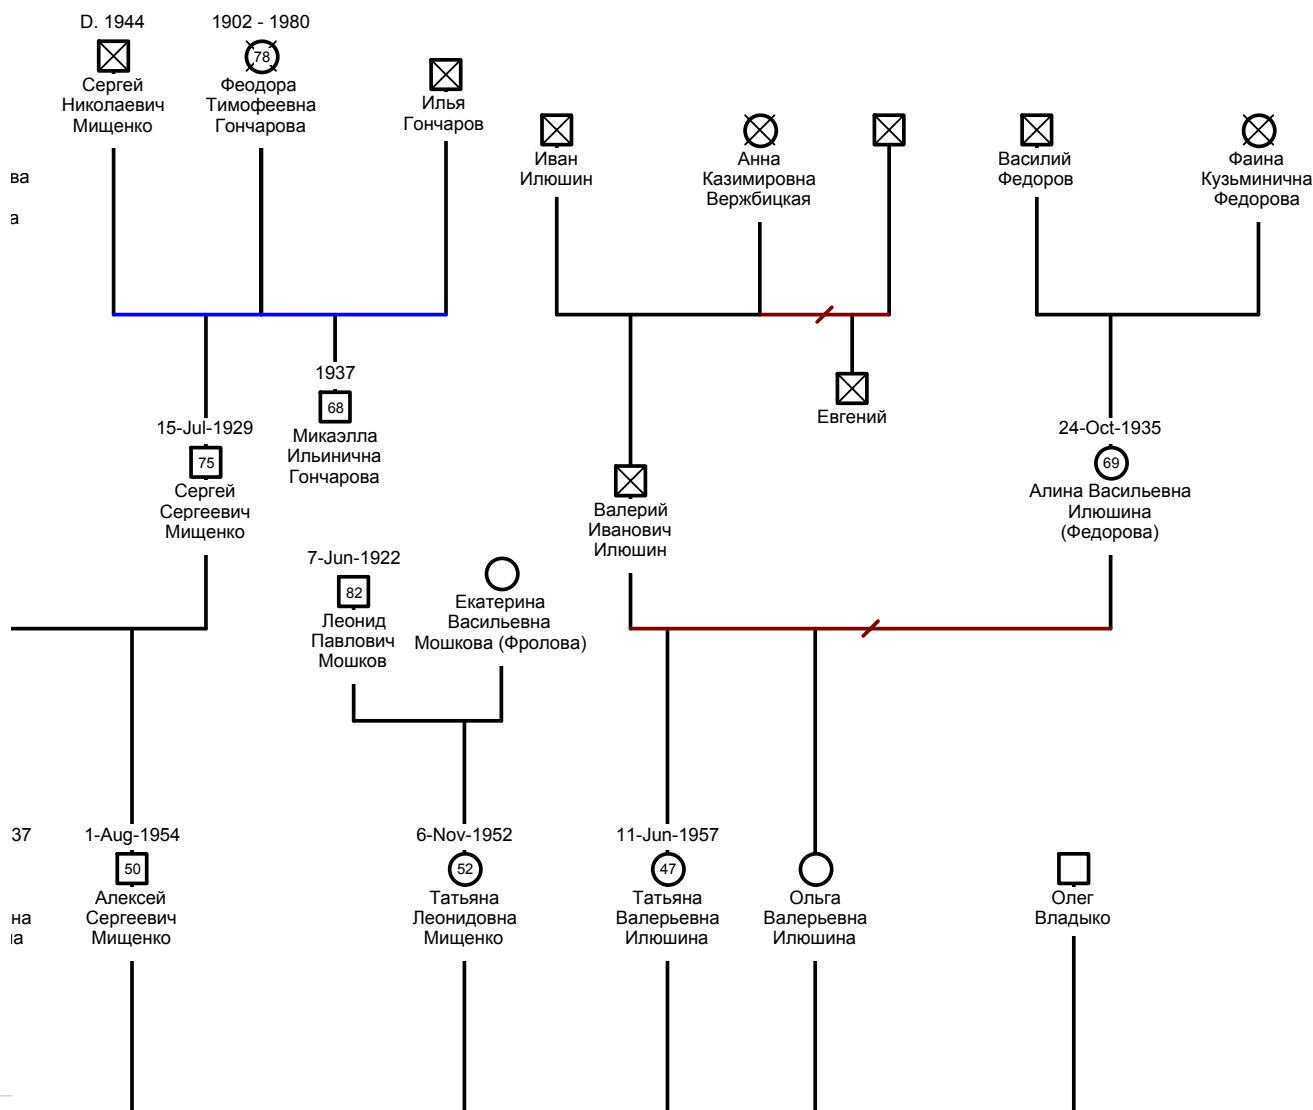 D. 1944
Сергей
Николаевич
Мищенко
1902 - 1980
78
Феодора
Тимофеевна
Гончарова
Илья
Гончаров
Иван
Илюшин
Анна
Казимировна
Вержбицкая
Василий
Федоров
Фаина
Кузьминична
Федорова
ва
а
1937
68
Микаэлла
Ильинична
Гончарова
Евгений
15-Jul-1929
75
Сергей
Сергеевич
Мищенко
24-Oct-1935
69
Алина Васильевна
Илюшина
(Федорова)
Валерий
Иванович
Илюшин
7-Jun-1922
82
Леонид
Павлович
Мошков
Екатерина
Васильевна
Мошкова (Фролова)
37
на
а
1-Aug-1954
50
Алексей
Сергеевич
Мищенко
6-Nov-1952
52
Татьяна
Леонидовна
Мищенко
11-Jun-1957
47
Татьяна
Валерьевна
Илюшина
Ольга
Валерьевна
Илюшина
Олег
Владыко